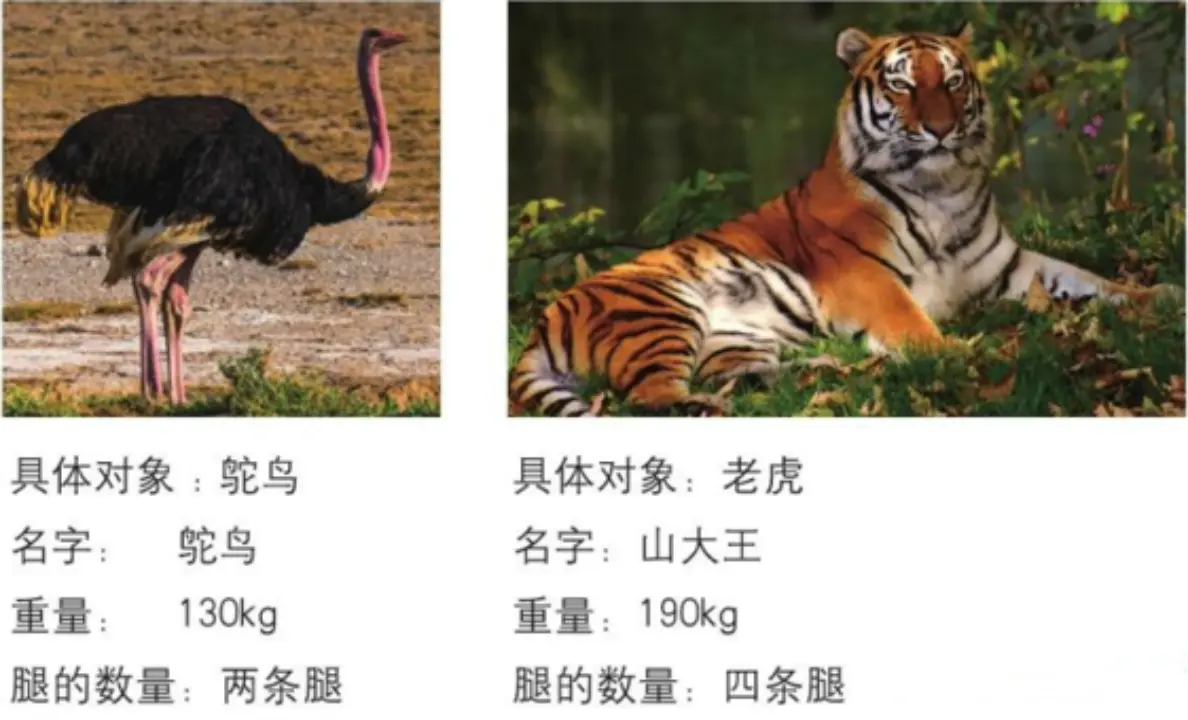 具体对象：鸵鸟
名字： 鸵鸟
重量： 130kg
腿的数量：两条腿
具体对象：老虎
名字：山大王
重量：190kg
腿的数量：四条腿